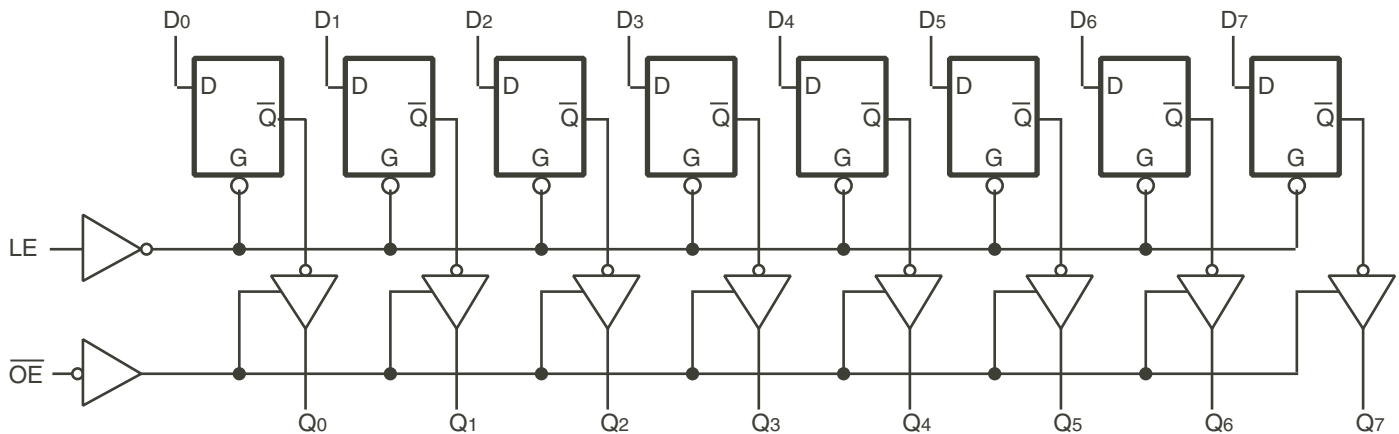 D0 D1 D2 D3 D4 D5 D6 D7
D D D D D D D D
Q̅ Q̅ Q̅ Q̅ Q̅ Q̅ Q̅ Q̅
G G G G G G G G
LE
O̅E̅
Q0 Q1 Q2 Q3 Q4 Q5 Q6 Q7